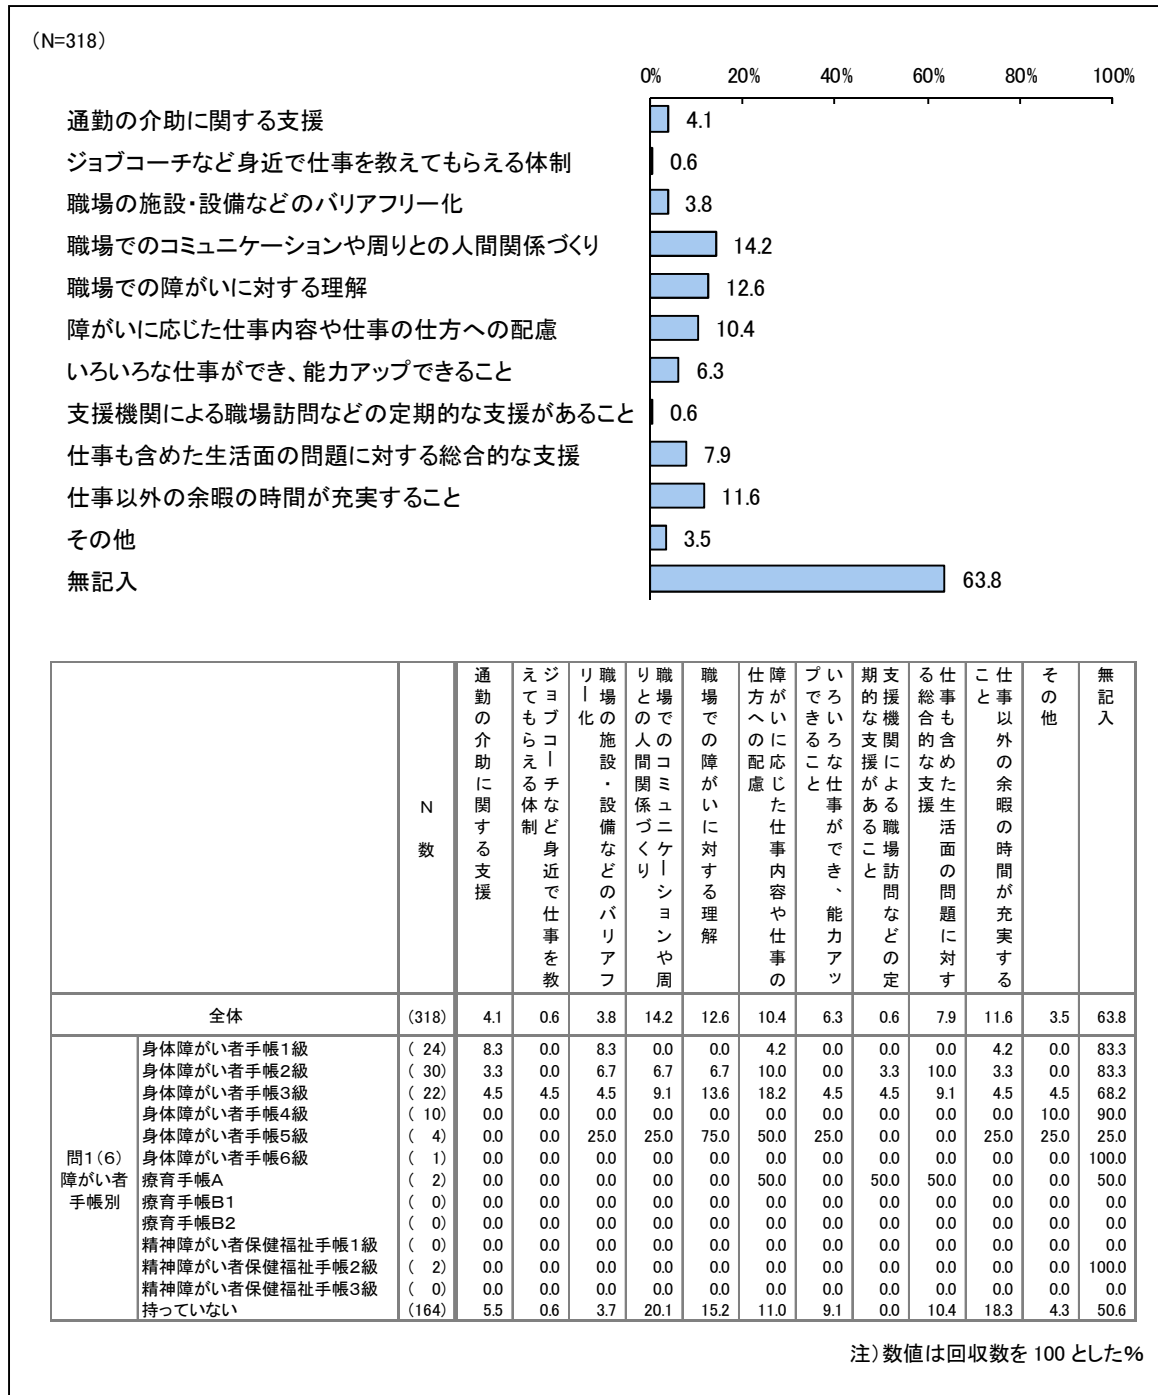 （N=318）
0% 20% 40% 60% 80% 100%
通勤の介助に関する支援 4.1
ジョブコーチなど身近で仕事を教えてもらえる体制 0.6
職場の施設・設備などのバリアフリー化 3.8
職場でのコミュニケーションや周りとの人間関係づくり 14.2
職場での障がいに対する理解 12.6
障がいに応じた仕事内容や仕事の仕方への配慮 10.4
いろいろな仕事ができ、能力アップできること 6.3
支援機関による職場訪問などの定期的な支援があること 0.6
仕事も含めた生活面の問題に対する総合的な支援 7.9
仕事以外の余暇の時間が充実すること 11.6
その他 3.5
無記入 63.8
N数
通勤の介助に関する支援
ジョブコーチなど身近で仕事を教
えてもらえる体制
職場の施設・設備などのバリアフ
リー化
職場でのコミュニケーションや周
りとの人間関係づくり
職場での障がいに対する理解
障がいに応じた仕事内容や仕事の
仕方への配慮
いろいろな仕事ができ、能力アッ
プできること
支援機関による職場訪問などの定
期的な支援があること
仕事も含めた生活面の問題に対す
る総合的な支援
仕事以外の余暇の時間が充実する
こと
その他
無記入
全体 (318) 4.1 0.6 3.8 14.2 12.6 10.4 6.3 0.6 7.9 11.6 3.5 63.8
問1(6)
障がい者
手帳別
身体障がい者手帳1級 ( 24) 8.3 0.0 8.3 0.0 0.0 4.2 0.0 0.0 0.0 4.2 0.0 83.3
身体障がい者手帳2級 ( 30) 3.3 0.0 6.7 6.7 6.7 10.0 0.0 3.3 10.0 3.3 0.0 83.3
身体障がい者手帳3級 ( 22) 4.5 4.5 4.5 9.1 13.6 18.2 4.5 4.5 9.1 4.5 4.5 68.2
身体障がい者手帳4級 ( 10) 0.0 0.0 0.0 0.0 0.0 0.0 0.0 0.0 0.0 0.0 10.0 90.0
身体障がい者手帳5級 ( 4) 0.0 0.0 25.0 25.0 75.0 50.0 25.0 0.0 0.0 25.0 25.0 25.0
身体障がい者手帳6級 ( 1) 0.0 0.0 0.0 0.0 0.0 0.0 0.0 0.0 0.0 0.0 0.0 100.0
療育手帳A ( 2) 0.0 0.0 0.0 0.0 0.0 50.0 0.0 50.0 50.0 0.0 0.0 50.0
療育手帳B1 ( 0) 0.0 0.0 0.0 0.0 0.0 0.0 0.0 0.0 0.0 0.0 0.0 0.0
療育手帳B2 ( 0) 0.0 0.0 0.0 0.0 0.0 0.0 0.0 0.0 0.0 0.0 0.0 0.0
精神障がい者保健福祉手帳1級 ( 0) 0.0 0.0 0.0 0.0 0.0 0.0 0.0 0.0 0.0 0.0 0.0 0.0
精神障がい者保健福祉手帳2級 ( 2) 0.0 0.0 0.0 0.0 0.0 0.0 0.0 0.0 0.0 0.0 0.0 100.0
精神障がい者保健福祉手帳3級 ( 0) 0.0 0.0 0.0 0.0 0.0 0.0 0.0 0.0 0.0 0.0 0.0 0.0
持っていない (164) 5.5 0.6 3.7 20.1 15.2 11.0 9.1 0.0 10.4 18.3 4.3 50.6
注）数値は回収数を 100 とした%